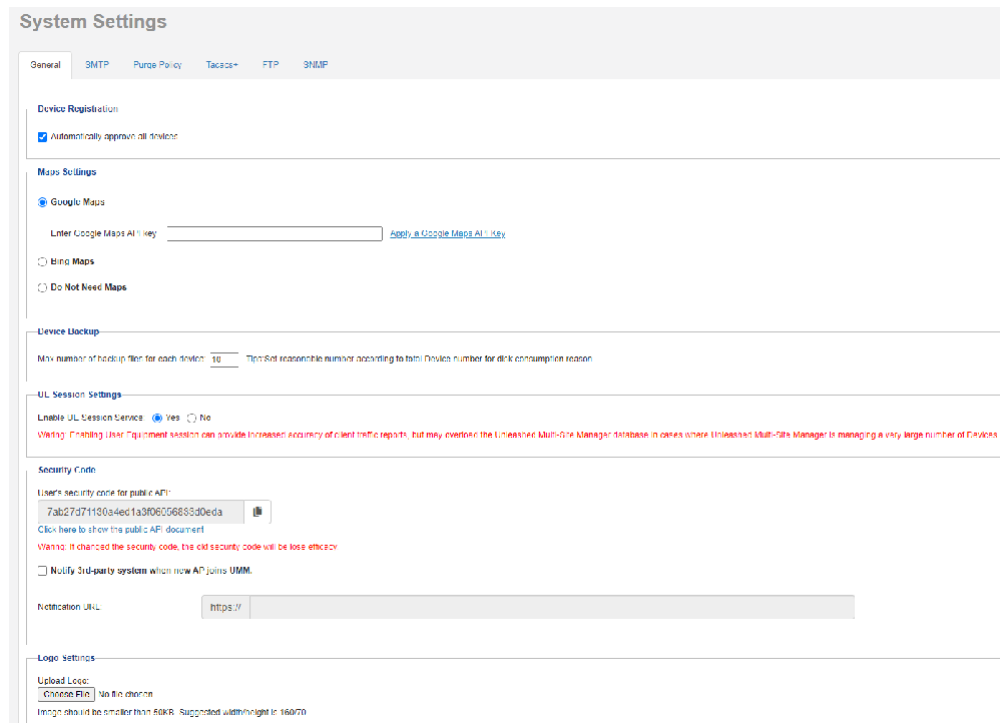 System Settings
General SMTP Purge Policy Tacacs+ FTP SNMP
Device Registration
Automatically approve all devices
Maps Settings
Google Maps
Enter Google Maps API key Apply a Google Maps API Key
Bing Maps
Do Not Need Maps
Device Backup
Max number of backup files for each device: 10 Tips:Set reasonable number according to total Device number for disk consumption reason
UE Session Settings
Enable UE Session Service Yes No
Waring: Enabling User Equipment session can provide increased accuracy of client traffic reports, but may overload the Unleashed Multi-Site Manager database in cases where Unleashed Multi-Site Manager is managing a very large number of Devices
Security Code
User's security code for public API:
Click here to show the public API document
Waring: If changed the security code, the old security code will be lose efficacy
Notify 3rd-party system when new AP joins UMM.
Notification URL https://
Logo Settings
Upload Logo:
Choose File No file chosen
Image should be smaller than 50KB. Suggested width/height is 160/70